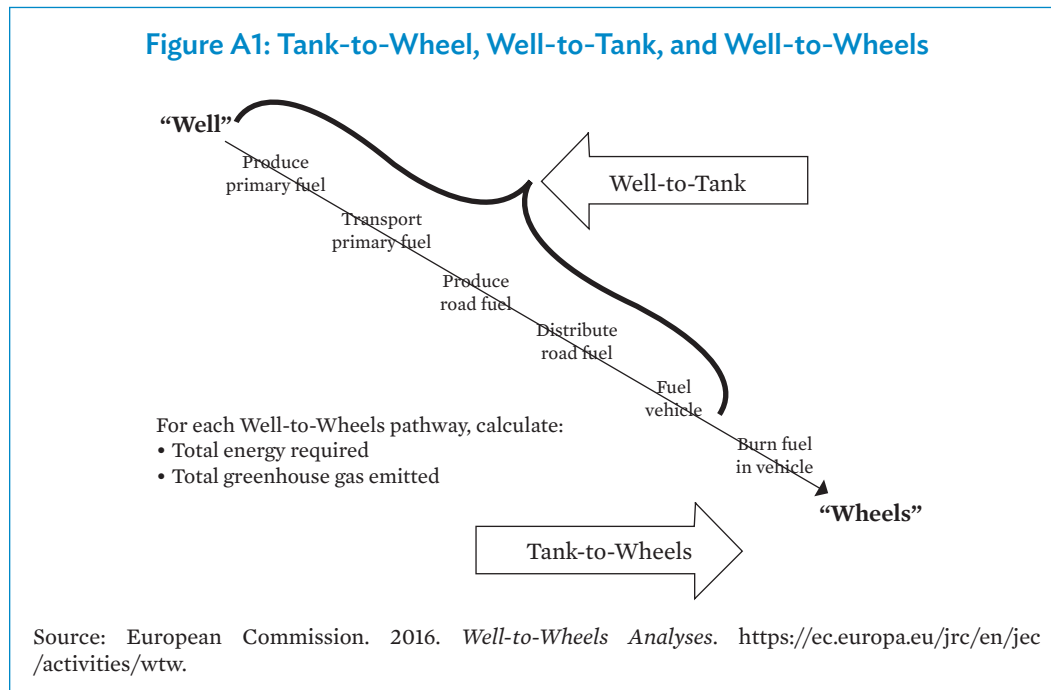 Figure A1: Tank-to-Wheel, Well-to-Tank, and Well-to-Wheels
“Well”
Produce
primary fuel
Well-to-Tank
Transport
primary fuel
Produce
road fuel
Distribute
road fuel
Fuel
vehicle
For each Well-to-Wheels pathway, calculate:
• Total energy required
• Total greenhouse gas emitted
Burn fuel
in vehicle
“Wheels”
Tank-to-Wheels
Source: European Commission. 2016. Well-to-Wheels Analyses. https://ec.europa.eu/jrc/en/jec
/activities/wtw.